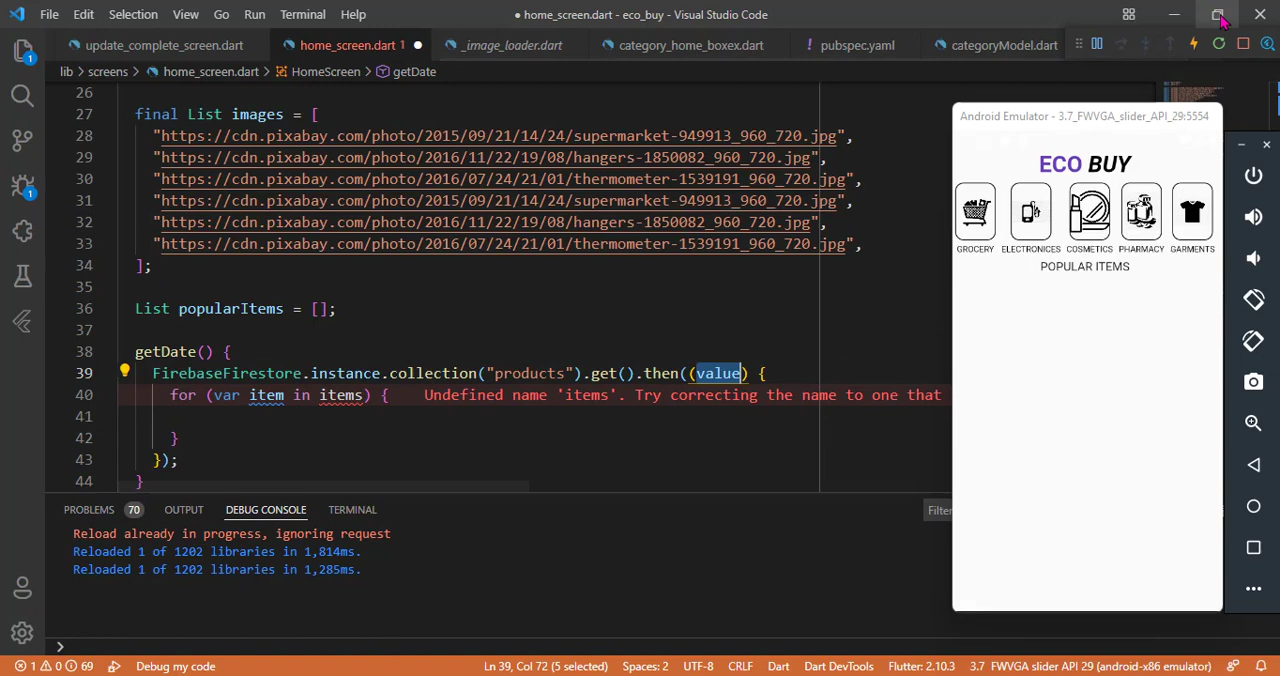 File Edit Selection View Go Run Terminal Help
● home_screen.dart - eco_buy - Visual Studio Code
update_complete_screen.dart home_screen.dart 1 _image_loader.dart category_home_boxex.dart pubspec.yaml categoryModel.dart
lib > screens > home_screen.dart > HomeScreen > getDate
26
27 final List images = [
28 "https://cdn.pixabay.com/photo/2015/09/21/14/24/supermarket-949913_960_720.jpg",
29 "https://cdn.pixabay.com/photo/2016/11/22/19/08/hangers-1850082_960_720.jpg",
30 "https://cdn.pixabay.com/photo/2016/07/24/21/01/thermometer-1539191_960_720.jpg",
31 "https://cdn.pixabay.com/photo/2015/09/21/14/24/supermarket-949913_960_720.jpg",
32 "https://cdn.pixabay.com/photo/2016/11/22/19/08/hangers-1850082_960_720.jpg",
33 "https://cdn.pixabay.com/photo/2016/07/24/21/01/thermometer-1539191_960_720.jpg",
34 ];
35
36 List popularItems = [];
37
38 getDate() {
39 FirebaseFirestore.instance.collection("products").get().then((value) {
40 for (var item in items) { Undefined name 'items'. Try correcting the name to one that
41
42 }
43 });
44 }
Android Emulator - 3.7_FWVGA_slider_API_29:5554
ECO BUY
GROCERY ELECTRONICES COSMETICS PHARMACY GARMENTS
POPULAR ITEMS
PROBLEMS 70 OUTPUT DEBUG CONSOLE TERMINAL
Filter
Reload already in progress, ignoring request
Reloaded 1 of 1202 libraries in 1,814ms.
Reloaded 1 of 1202 libraries in 1,285ms.
1 0 69 Debug my code Ln 39, Col 72 (5 selected) Spaces: 2 UTF-8 CRLF Dart Dart DevTools Flutter: 2.10.3 3.7 FWVGA slider API 29 (android-x86 emulator)